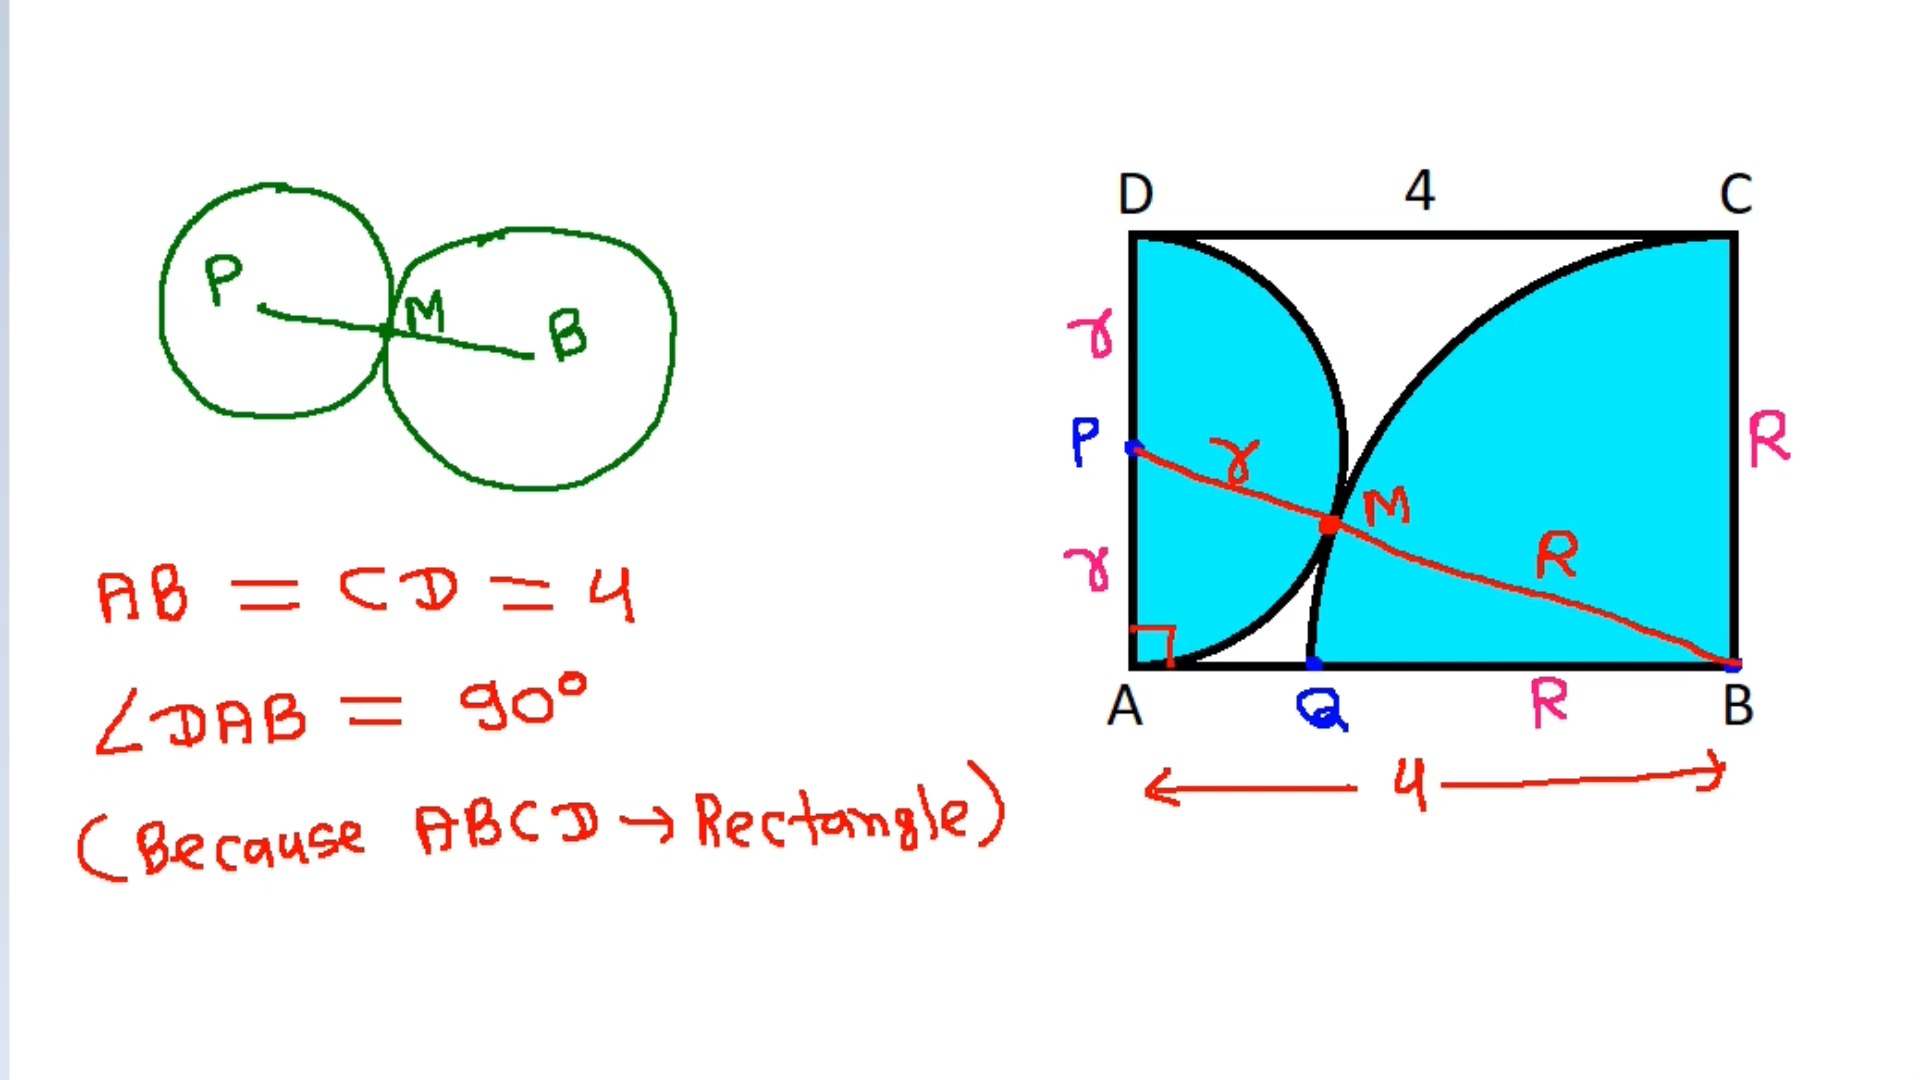 D 4 C
P
M
B
r
P r R
M
R
r
A Q R B
4
AB = CD = 4
∠DAB = 90°
(Because ABCD → Rectangle)